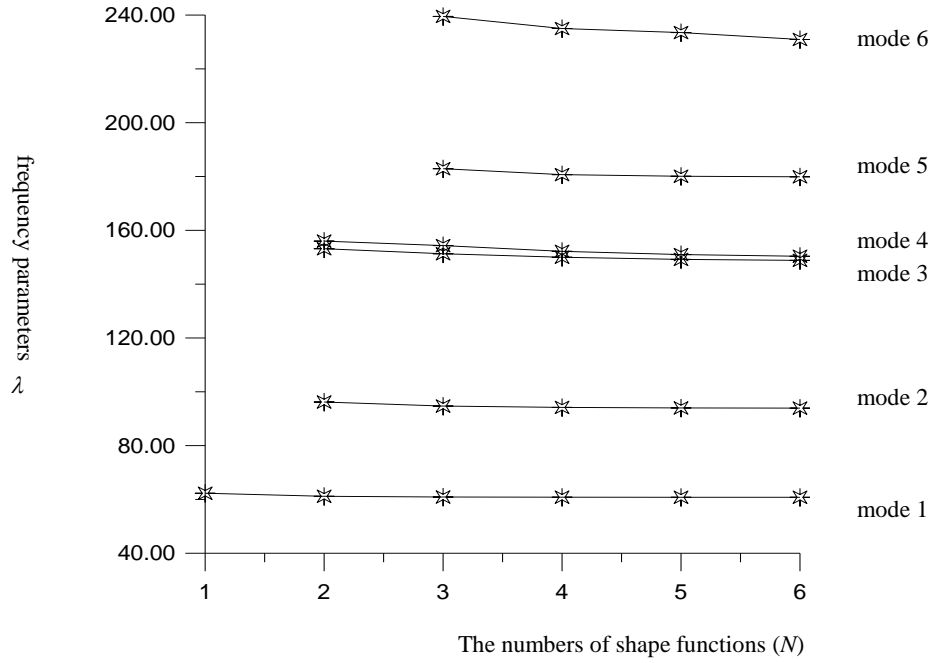 240.00
200.00
160.00
120.00
80.00
40.00
frequency parameters λ
mode 6
mode 5
mode 4
mode 3
mode 2
mode 1
1 2 3 4 5 6
The numbers of shape functions (N)